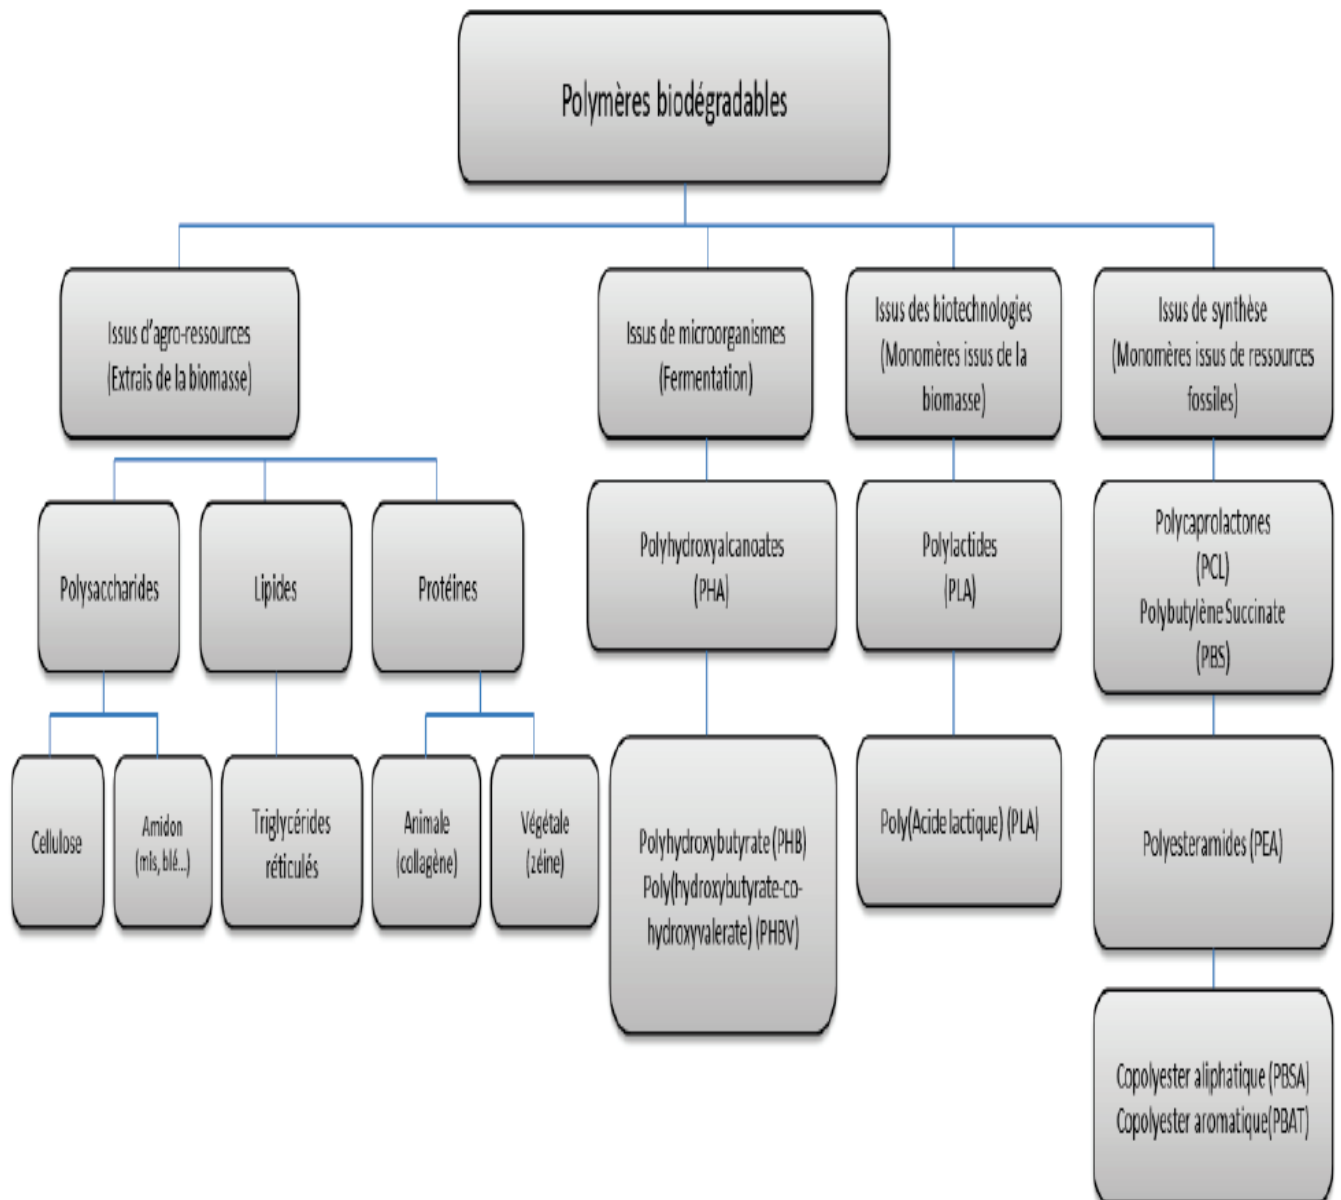 Polymères biodégradables
Issus d'agro-ressources
(Extrais de la biomasse)
Issus de microorganismes
(Fermentation)
Issus des biotechnologies
(Monomères issus de la
biomasse)
Issus de synthèse
(Monomères issus de ressources
fossiles)
Polysaccharides
Lipides
Protéines
Polyhydroxyalcanoates
(PHA)
Polylactides
(PLA)
Polycaprolactones
(PCL)
Polybutylène Succinate
(PBS)
Cellulose
Amidon
(mïs, blé...)
Triglycérides
réticulés
Animale
(collagène)
Végétale
(zéine)
Polyhydroxybutyrate (PHB)
Poly(hydroxybutyrate-co-
hydroxyvalerate) (PHBV)
Poly(Acide lactique) (PLA)
Polyesteramides (PEA)
Copolyester aliphatique (PBSA)
Copolyester aromatique(PBAT)